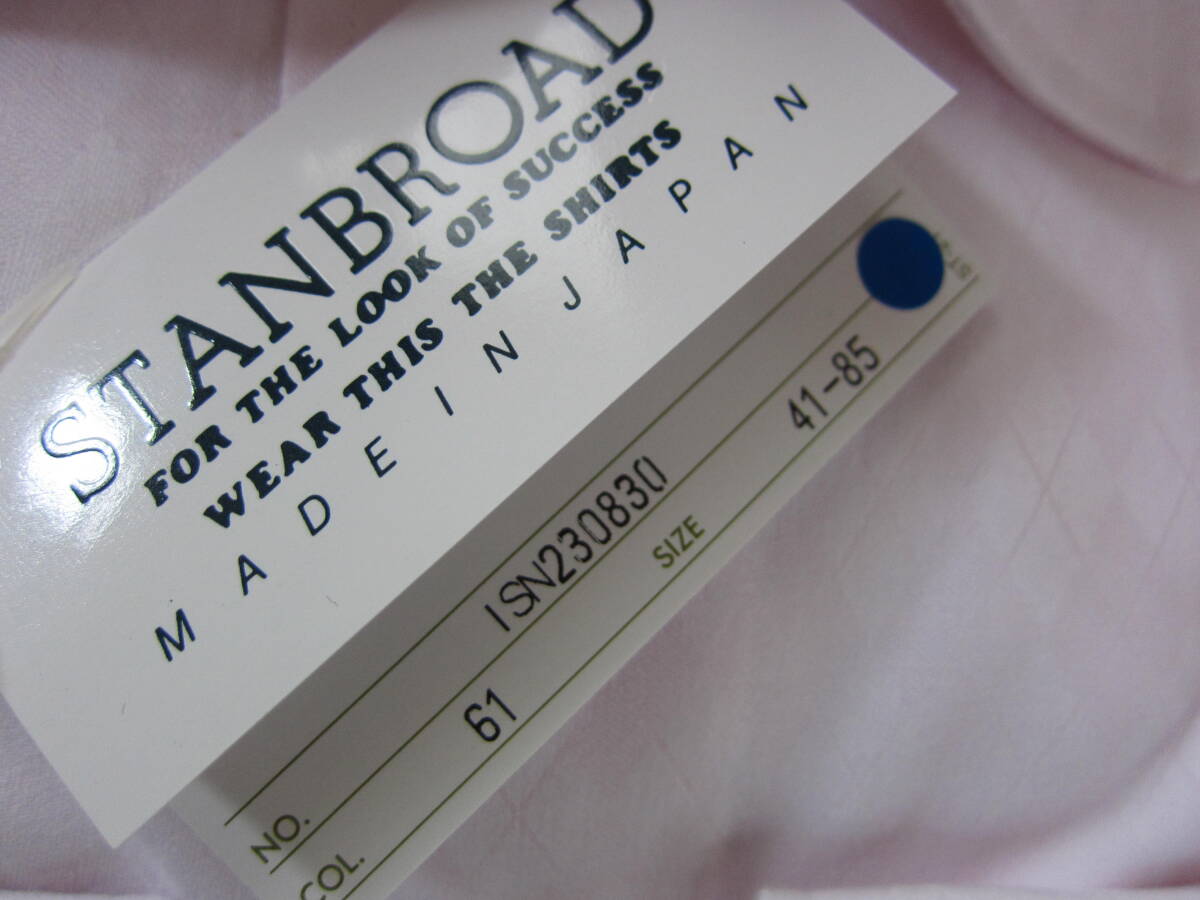 STANBROAD
FOR THE LOOK OF SUCCESS
WEAR THIS THE SHIRTS
MADE IN JAPAN
NO. ISN230830
COL. 61 SIZE 41-85